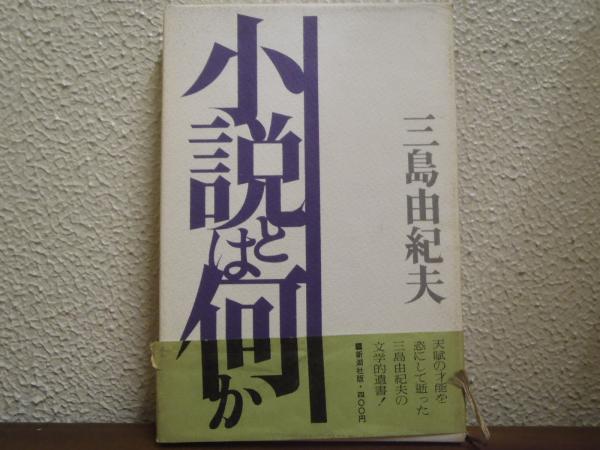 三島由紀夫
小説とは何か
天賦の才能を
恣にして逝った
三島由紀夫の
文学的遺書!
■新潮社版・四〇〇円